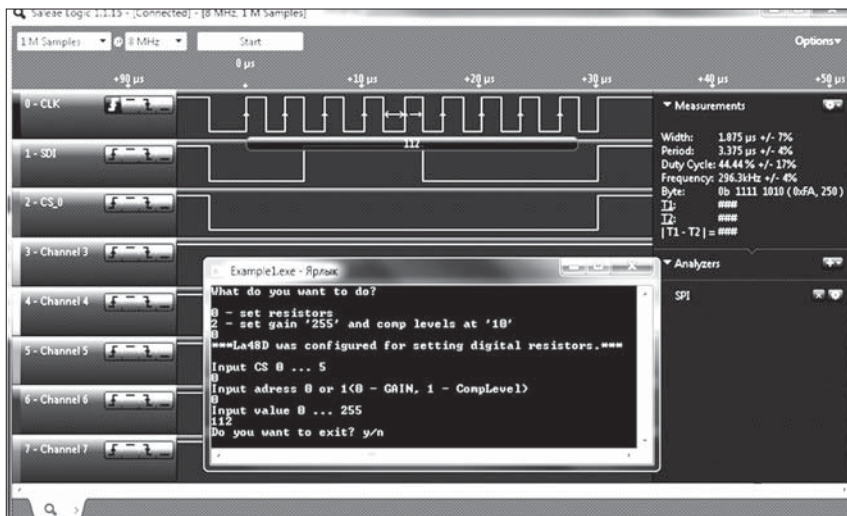 Saleae Logic 1.1.15 - [Connected] - [8 MHz, 1 M Samples]
1 M Samples @ 8 MHz Start Options
0 µs
+90 µs +10 µs +20 µs +30 µs +40 µs +50 µs
0 - CLK
112
1 - SDI
2 - CS_0
3 - Channel 3
4 - Channel 4
5 - Channel 5
6 - Channel 6
7 - Channel 7
Measurements
Width: 1.875 µs +/- 7%
Period: 3.375 µs +/- 4%
Duty Cycle: 44.44 % +/- 17%
Frequency: 296.3kHz +/- 4%
Byte: 0b 1111 1010 (0xFA, 250)
T1: ###
T2: ###
|T1 - T2| = ###
Analyzers
SPI
Example1.exe - Ярлык
What do you want to do?
0 - set resistors
2 - set gain '255' and comp levels at '10'
0
***La48D was configured for setting digital resistors.***
Input CS 0 ... 5
0
Input adress 0 or 1(0 - GAIN, 1 - CompLevel)
0
Input value 0 ... 255
112
Do you want to exit? y/n